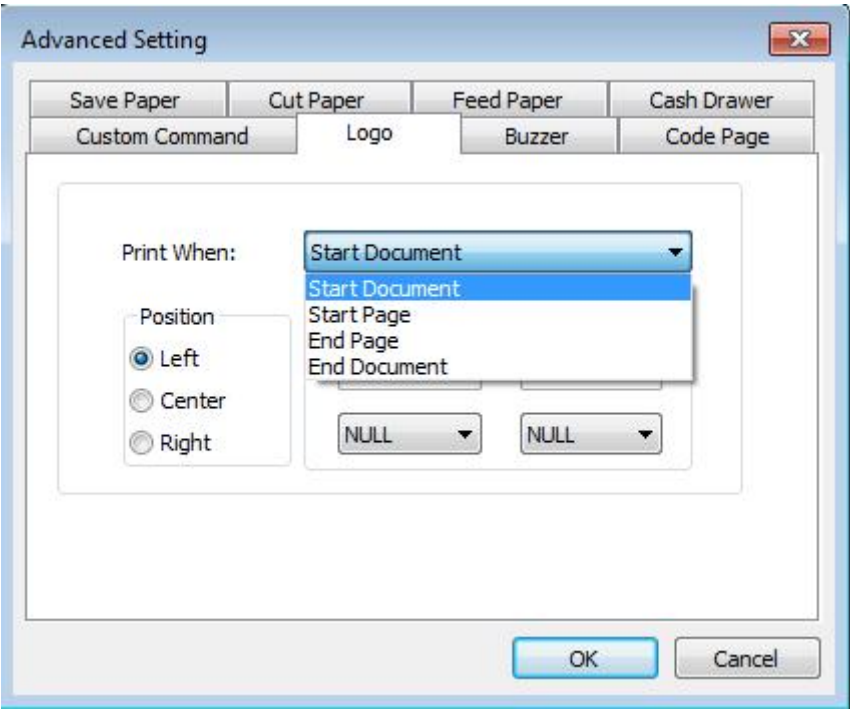 Advanced Setting
Save Paper Cut Paper Feed Paper Cash Drawer
Custom Command Logo Buzzer Code Page
Print When: Start Document
Start Document
Start Page
End Page
End Document
Position
Left
Center
Right
NULL NULL
OK Cancel